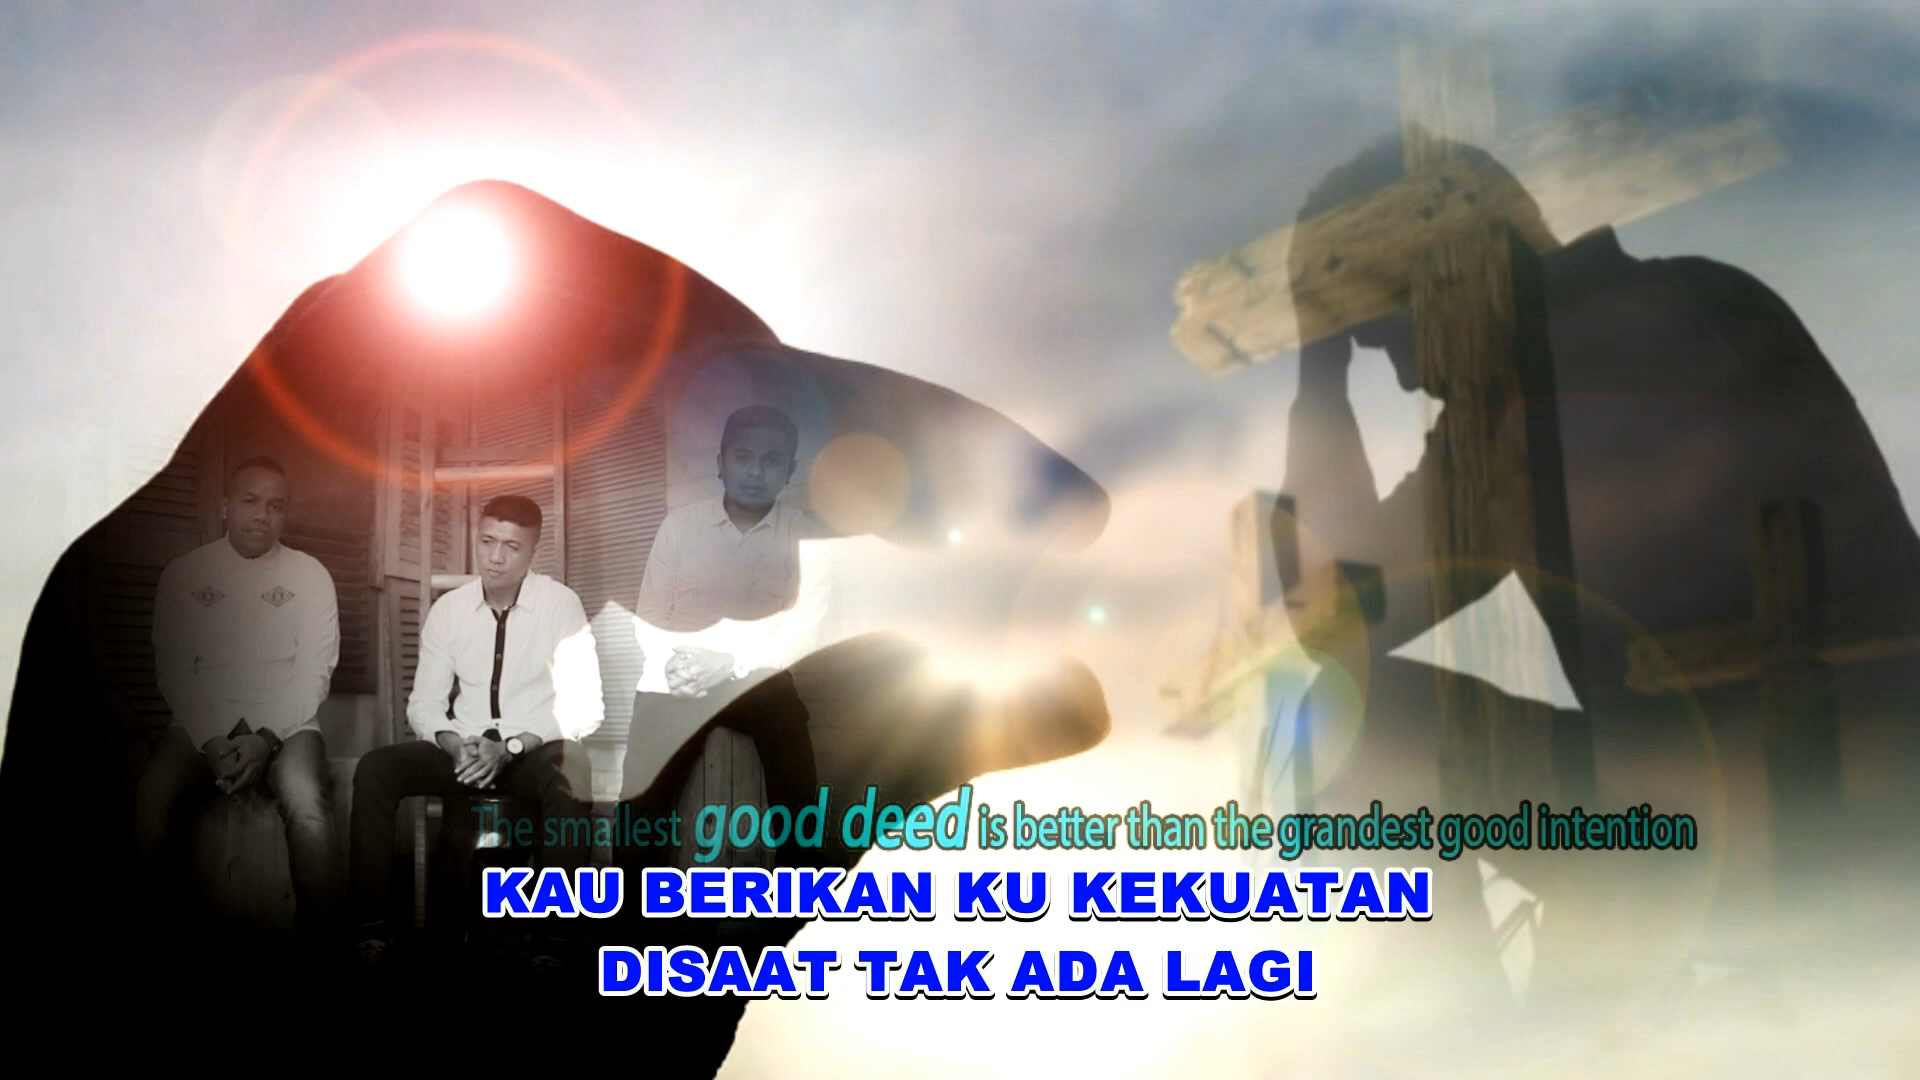 The smallest good deed is better than the grandest good intention
KAU BERIKAN KU KEKUATAN
DISAAT TAK ADA LAGI